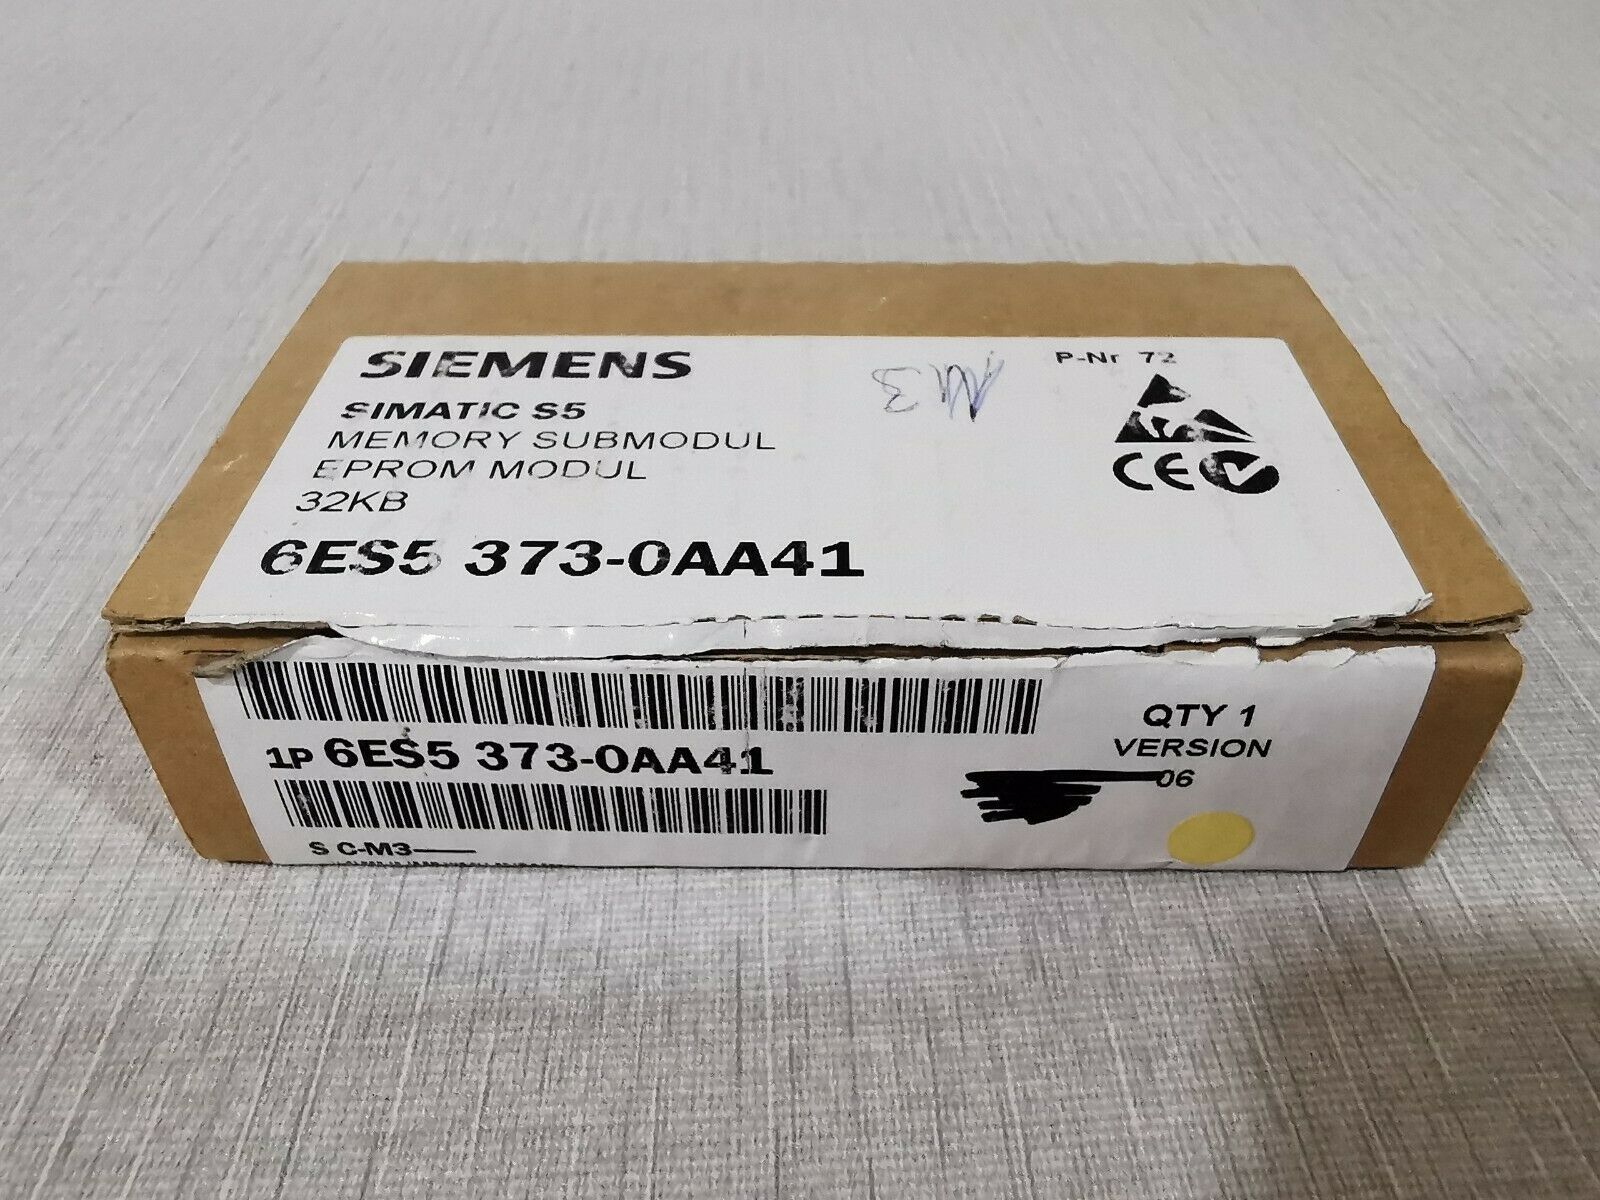 SIEMENS
P-Nr 72
SIMATIC S5
MEMORY SUBMODUL
EPROM MODUL
32KB
6ES5 373-0AA41
CE
1P 6ES5 373-0AA41
QTY 1
VERSION
06
S C-M3